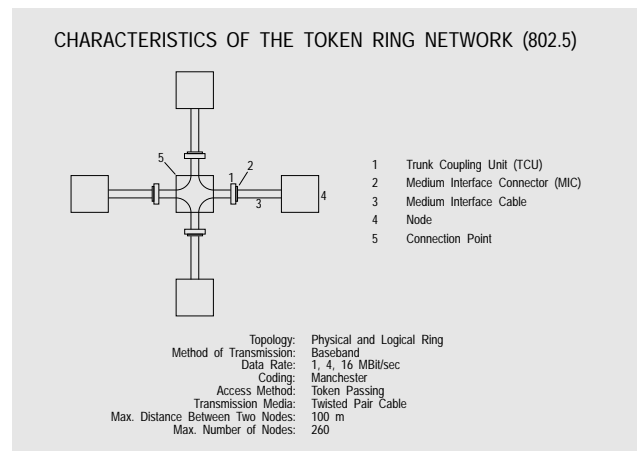 CHARACTERISTICS OF THE TOKEN RING NETWORK (802.5)
5
2
1
3
4
1 Trunk Coupling Unit (TCU)
2 Medium Interface Connector (MIC)
3 Medium Interface Cable
4 Node
5 Connection Point
Topology: Physical and Logical Ring
Method of Transmission: Baseband
Data Rate: 1, 4, 16 MBit/sec
Coding: Manchester
Access Method: Token Passing
Transmission Media: Twisted Pair Cable
Max. Distance Between Two Nodes: 100 m
Max. Number of Nodes: 260